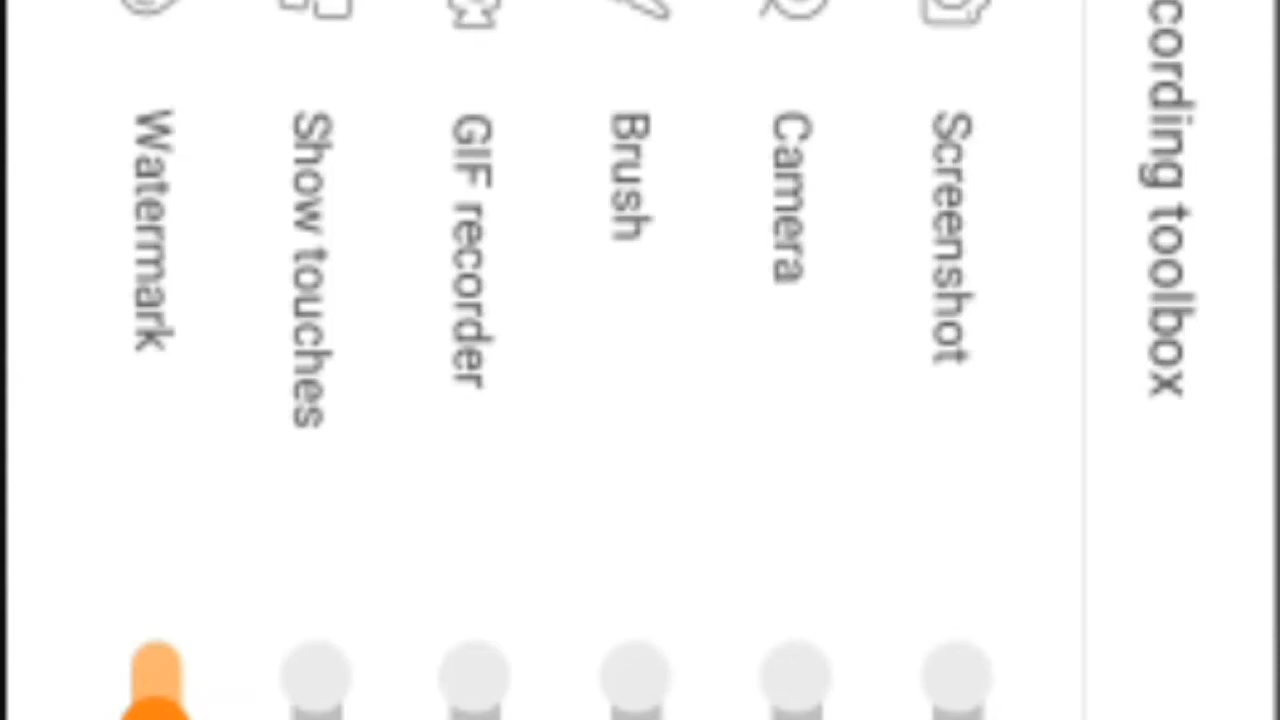 cording toolbox
Screenshot
Camera
Brush
GIF recorder
Show touches
Watermark